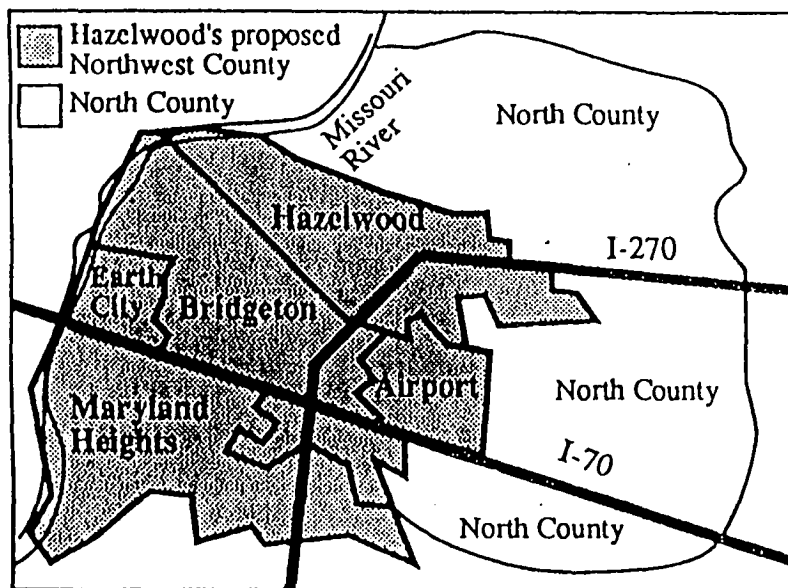 Hazelwood's proposed
Northwest County
North County
Missouri
River
North County
Hazelwood
I-270
Earth
City
Bridgeton
Airport
North County
Maryland
Heights
I-70
North County